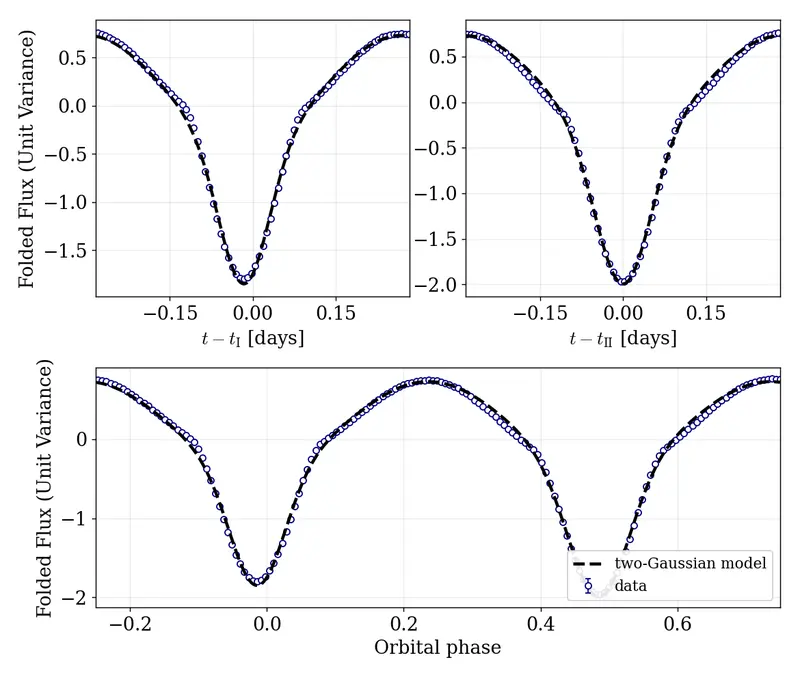 Folded Flux (Unit Variance)
0.5
0.0
−0.5
−1.0
−1.5
−0.15 0.00 0.15
t − t_I [days]
0.5
0.0
−0.5
−1.0
−1.5
−2.0
−0.15 0.00 0.15
t − t_II [days]
Folded Flux (Unit Variance)
0
−1
−2
−0.2 0.0 0.2 0.4 0.6
Orbital phase
two-Gaussian model
data